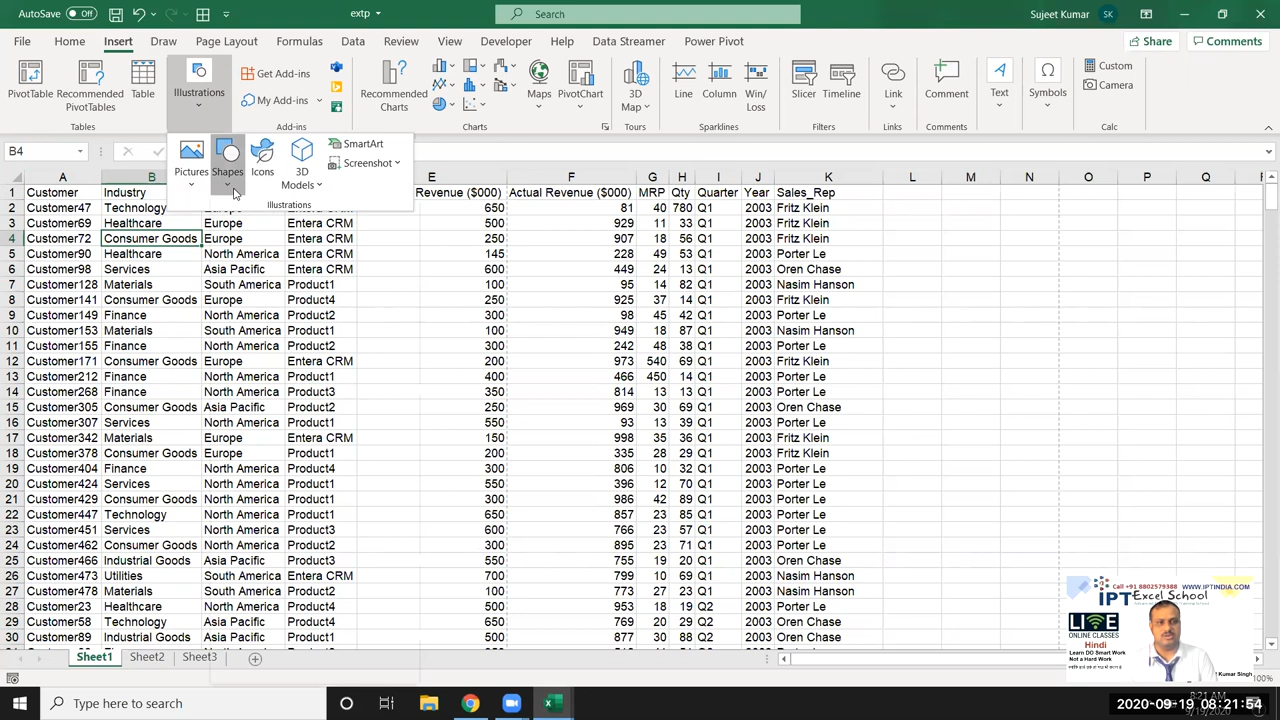 AutoSave Off extp Search Sujeet Kumar SK
File Home Insert Draw Page Layout Formulas Data Review View Developer Help Data Streamer Power Pivot Share Comments
PivotTable Recommended PivotTables Table Illustrations Get Add-ins My Add-ins Recommended Charts Maps PivotChart 3D Map Line Column Win/Loss Slicer Timeline Link Comment Text Symbols Custom Camera
Tables Add-ins Charts Tours Sparklines Filters Comments Calc
Pictures Shapes Icons 3D Models SmartArt Screenshot
Illustrations
B4
A B E F G H I J K L M N O P Q
1 Customer Industry Revenue ($000) Actual Revenue ($000) MRP Qty Quarter Year Sales_Rep
2 Customer47 Technology 650 81 40 780 Q1 2003 Fritz Klein
3 Customer69 Healthcare Europe Entera CRM 500 929 11 33 Q1 2003 Fritz Klein
4 Customer72 Consumer Goods Europe Entera CRM 250 907 18 56 Q1 2003 Fritz Klein
5 Customer90 Healthcare North America Entera CRM 145 228 49 53 Q1 2003 Porter Le
6 Customer98 Services Asia Pacific Entera CRM 600 449 24 13 Q1 2003 Oren Chase
7 Customer128 Materials South America Product1 100 95 14 82 Q1 2003 Nasim Hanson
8 Customer141 Consumer Goods Europe Product4 250 925 37 14 Q1 2003 Fritz Klein
9 Customer149 Finance North America Product2 300 98 45 42 Q1 2003 Porter Le
10 Customer153 Materials South America Product1 100 949 18 87 Q1 2003 Nasim Hanson
11 Customer155 Finance North America Product2 300 242 48 38 Q1 2003 Porter Le
12 Customer171 Consumer Goods Europe Entera CRM 200 973 540 69 Q1 2003 Fritz Klein
13 Customer212 Finance North America Product1 400 466 450 14 Q1 2003 Porter Le
14 Customer268 Finance North America Product3 350 814 13 13 Q1 2003 Porter Le
15 Customer305 Consumer Goods Asia Pacific Product2 250 969 30 69 Q1 2003 Oren Chase
16 Customer307 Services North America Product1 550 93 13 39 Q1 2003 Porter Le
17 Customer342 Materials Europe Entera CRM 150 998 35 36 Q1 2003 Fritz Klein
18 Customer378 Consumer Goods Europe Product1 200 335 28 29 Q1 2003 Fritz Klein
19 Customer404 Finance North America Product4 300 806 10 32 Q1 2003 Porter Le
20 Customer424 Services North America Product1 550 396 12 70 Q1 2003 Porter Le
21 Customer429 Consumer Goods North America Product1 300 986 42 89 Q1 2003 Porter Le
22 Customer447 Technology North America Product1 650 857 23 85 Q1 2003 Porter Le
23 Customer451 Services North America Product3 600 766 23 57 Q1 2003 Porter Le
24 Customer462 Consumer Goods North America Product2 300 895 23 71 Q1 2003 Porter Le
25 Customer466 Industrial Goods Asia Pacific Product3 550 755 19 20 Q1 2003 Oren Chase
26 Customer473 Utilities South America Entera CRM 700 799 10 69 Q1 2003 Nasim Hanson
27 Customer478 Materials South America Product2 100 773 27 23 Q1 2003 Nasim Hanson
28 Customer23 Healthcare North America Product4 500 953 18 19 Q2 2003 Porter Le
29 Customer58 Technology Asia Pacific Product4 650 769 20 29 Q2 2003 Oren Chase
30 Customer89 Industrial Goods Asia Pacific Product1 500 877 30 88 Q2 2003 Oren Chase
Call +91 8802579388 WWW.IPTINDIA.COM
IPT Excel School
LIVE
ONLINE CLASSES
Hindi
Learn DO Smart Work
Not a Hard Work
Kumar Singh
Sheet1 Sheet2 Sheet3
100%
Type here to search
8:21 AM
9/19/2020
2020-09-19 08:21:54